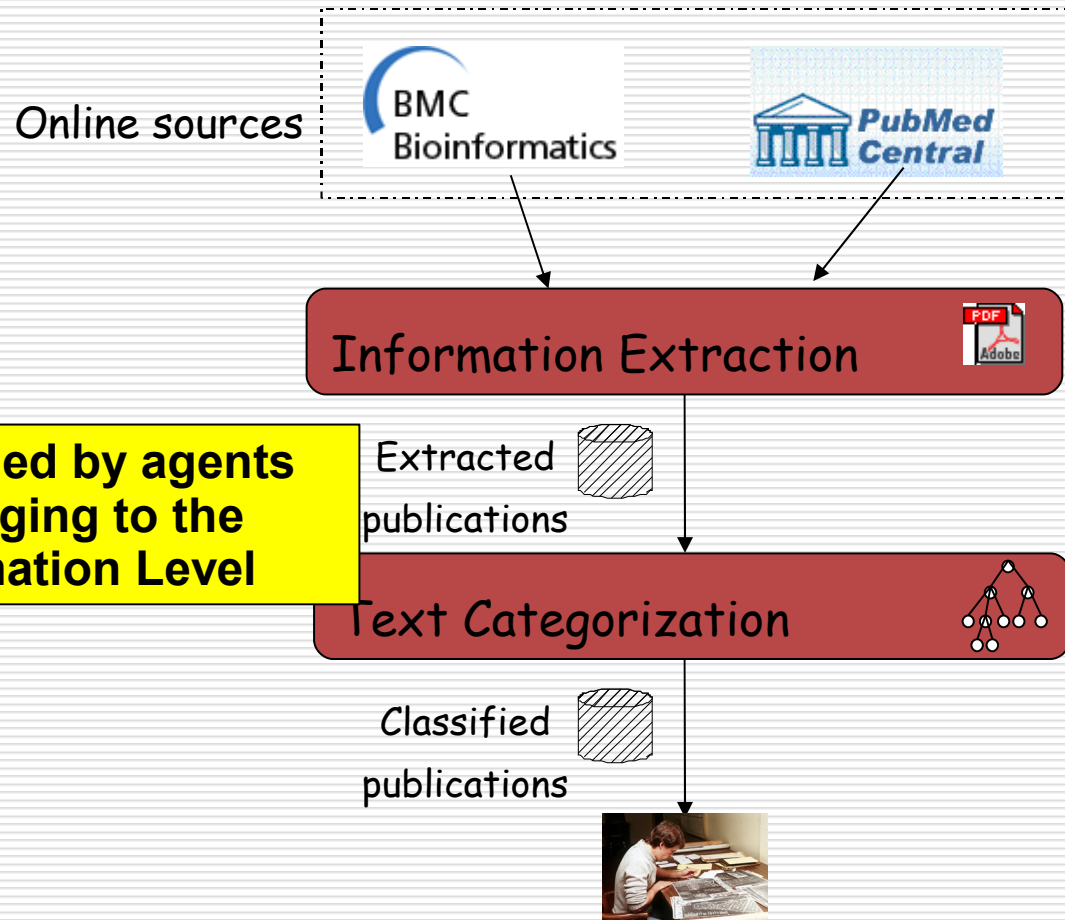 Online sources
BMC
Bioinformatics
PubMed
Central
Information Extraction
PDF
Adobe
ed by agents
ging to the
nation Level
Extracted
publications
Text Categorization
Classified
publications